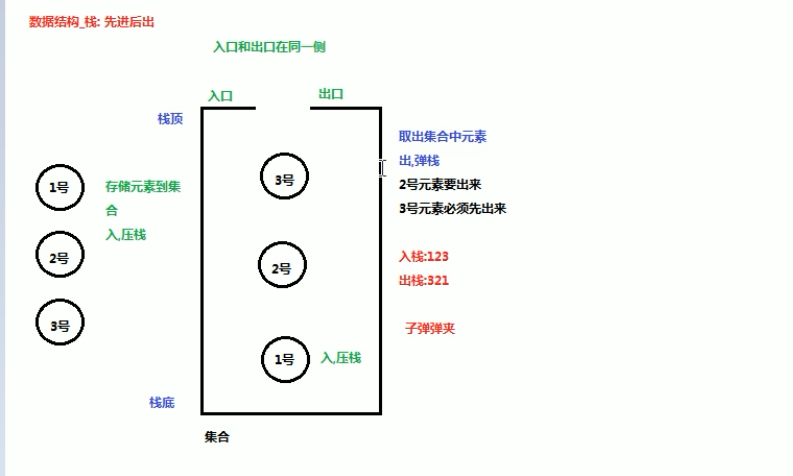 数据结构_栈: 先进后出
入口和出口在同一侧
入口
出口
栈顶
取出集合中元素
出,弹栈
2号元素要出来
3号元素必须先出来
1号
存储元素到集
合
入,压栈
3号
2号
2号
入栈:123
出栈:321
3号
子弹弹夹
1号
入,压栈
栈底
集合